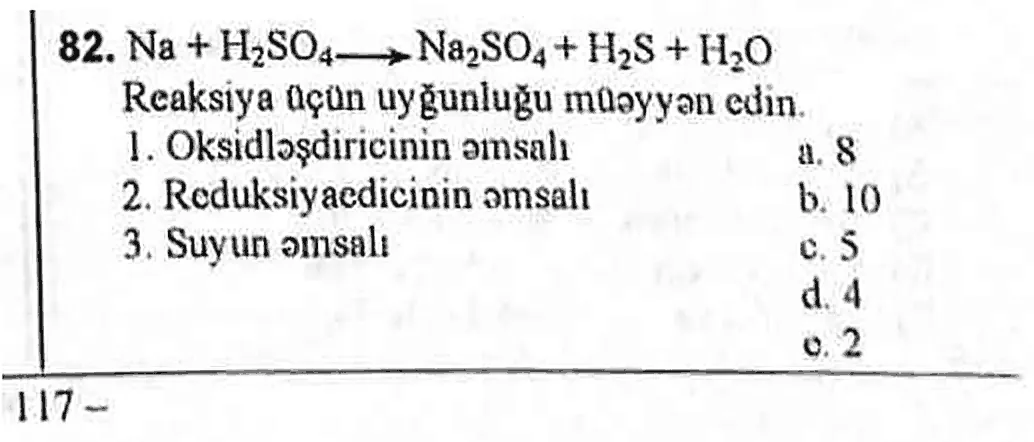 82. Na + H₂SO₄ ⟶ Na₂SO₄ + H₂S + H₂O
Reaksiya üçün uyğunluğu müəyyən edin.
1. Oksidləşdiricinin əmsalı a. 8
2. Reduksiyaedicinin əmsalı b. 10
3. Suyun əmsalı c. 5
d. 4
e. 2
117 –